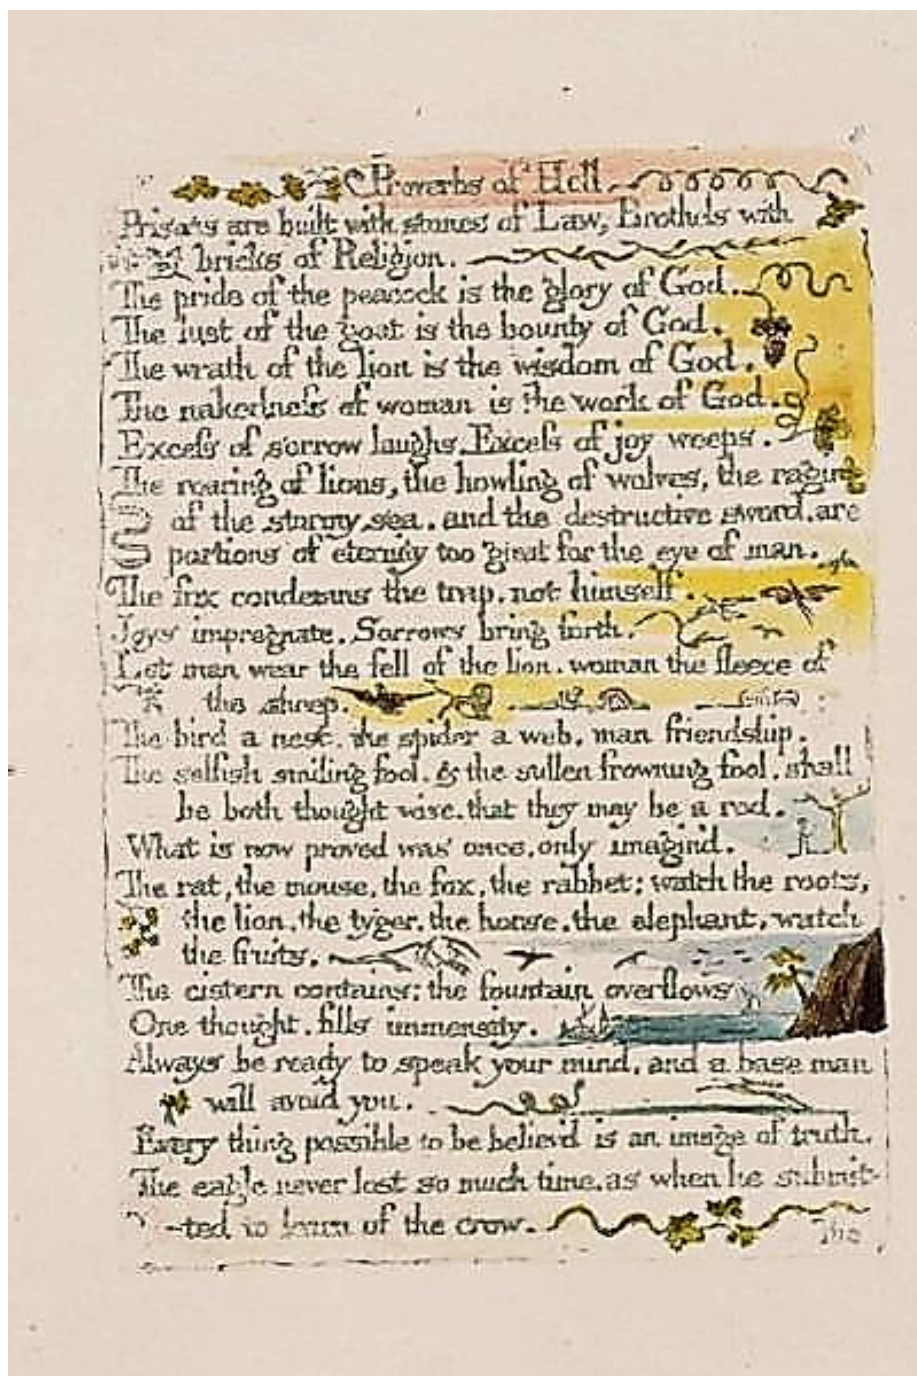 Proverbs of Hell
Prisons are built with stones of Law, Brothels with
bricks of Religion.
The pride of the peacock is the glory of God.
The lust of the goat is the bounty of God.
The wrath of the lion is the wisdom of God.
The nakedneſs of woman is the work of God.
Exceſs of sorrow laughs. Exceſs of joy weeps.
The roaring of lions, the howling of wolves, the raging
of the stormy sea, and the destructive sword, are
portions of eternity too great for the eye of man.
The fox condemns the trap, not himself.
Joys impregnate. Sorrows bring forth.
Let man wear the fell of the lion, woman the fleece of
the sheep.
The bird a nest, the spider a web, man friendship.
The selfish smiling fool, & the sullen frowning fool, shall
be both thought wise, that they may be a rod.
What is now proved was once, only imagin'd.
The rat, the mouse, the fox, the rabbet; watch the roots,
the lion, the tyger, the horse, the elephant, watch
the fruits.
The cistern contains; the fountain overflows
One thought, fills immensity.
Always be ready to speak your mind, and a base man
will avoid you.
Every thing possible to be believ'd is an image of truth.
The eagle never lost so much time, as when he submit-
-ted to learn of the crow.
The